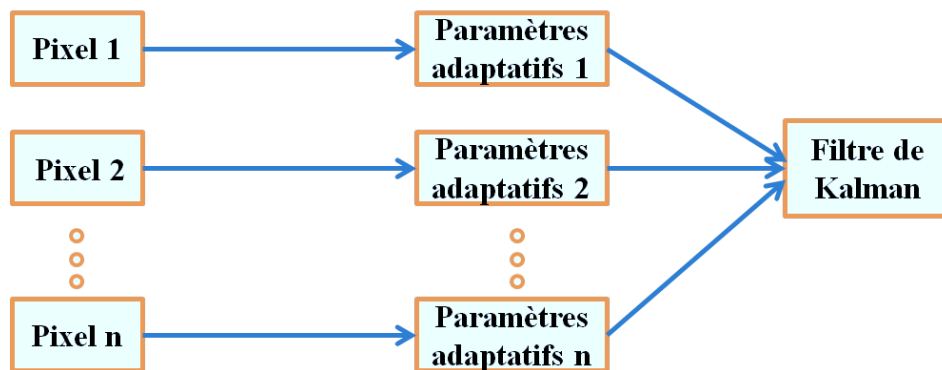 Pixel 1
Paramètres
adaptatifs 1
Pixel 2
Paramètres
adaptatifs 2
Filtre de
Kalman
Pixel n
Paramètres
adaptatifs n